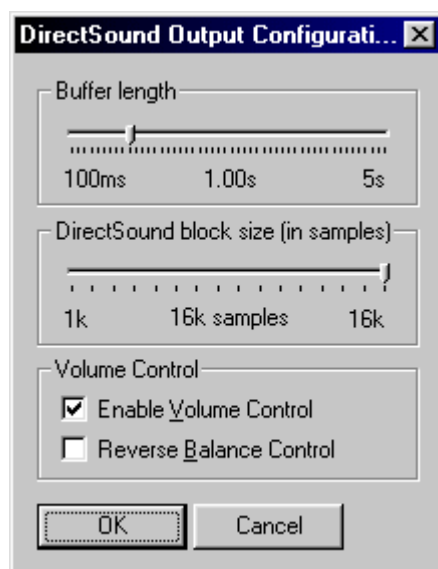 DirectSound Output Configurati...
Buffer length
100ms 1.00s 5s
DirectSound block size (in samples)
1k 16k samples 16k
Volume Control
Enable Volume Control
Reverse Balance Control
OK Cancel